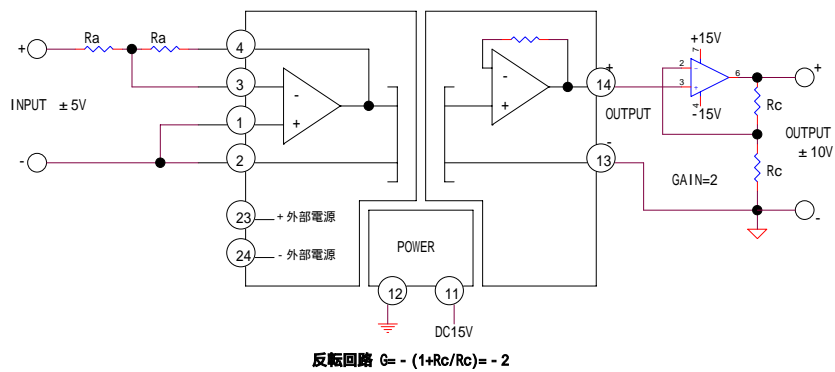 Ra
Ra
+
INPUT ±5V
-
4
3
1
2
-
+
23
+外部電源
24
-外部電源
POWER
12
11
DC15V
-
+
+
14
OUTPUT
-
13
+15V
7
2
-
3
+
6
4
-15V
GAIN=2
Rc
Rc
+
OUTPUT
±10V
-
反転回路 G= - (1+Rc/Rc)= - 2